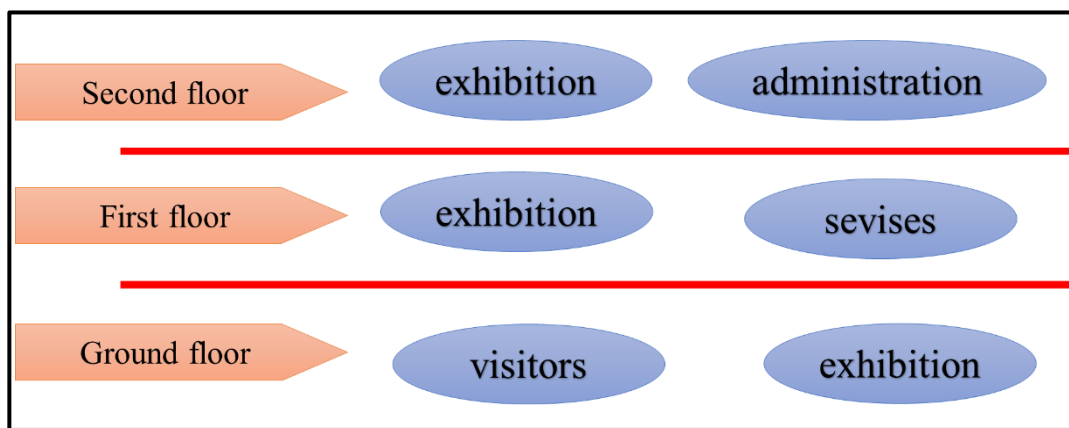 Second floor
exhibition
administration
First floor
exhibition
sevises
Ground floor
visitors
exhibition